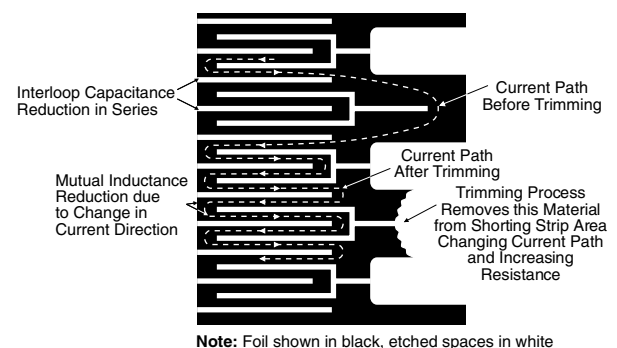 Interloop Capacitance
Reduction in Series
Current Path
Before Trimming
Current Path
After Trimming
Mutual Inductance
Reduction due
to Change in
Current Direction
Trimming Process
Removes this Material
from Shorting Strip Area
Changing Current Path
and Increasing
Resistance
Note: Foil shown in black, etched spaces in white